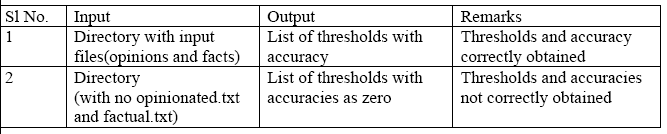 Sl No. Input Output Remarks
1 Directory with input List of thresholds with Thresholds and accuracy
files(opinions and facts) accuracy correctly obtained
2 Directory List of thresholds with Thresholds and accuracies
(with no opinionated.txt accuracies as zero not correctly obtained
and factual.txt)